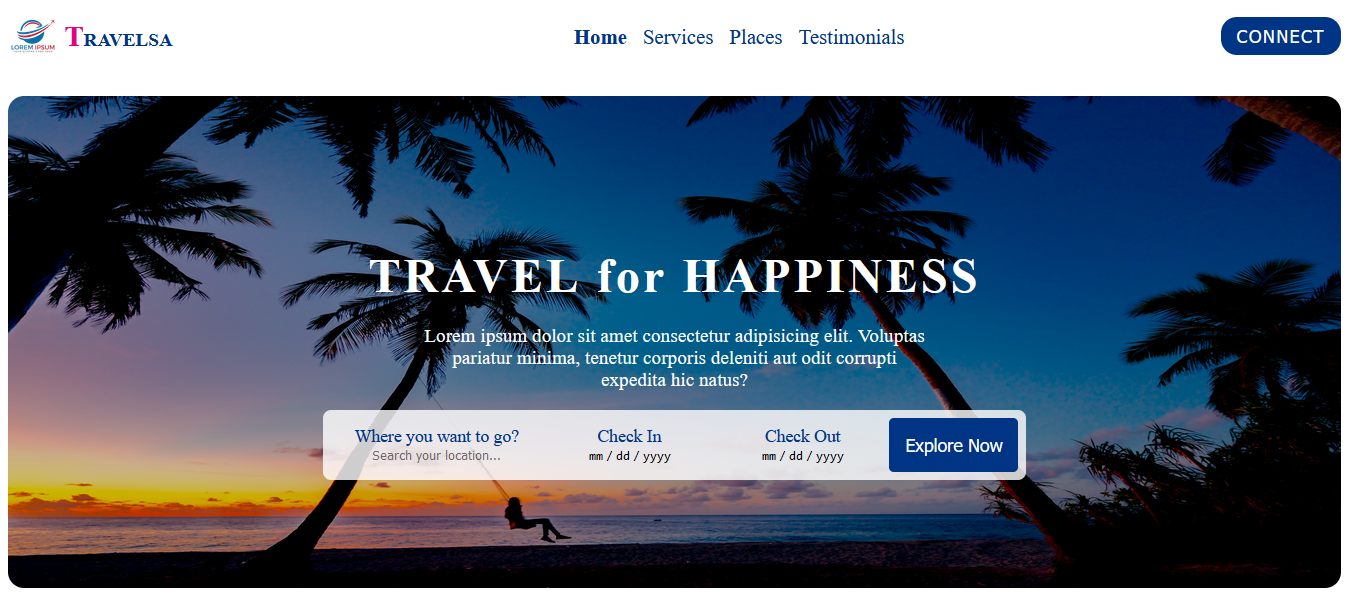 LOREM IPSUM
TRAVELSA
Home Services Places Testimonials
CONNECT
TRAVEL for HAPPINESS
Lorem ipsum dolor sit amet consectetur adipisicing elit. Voluptas
pariatur minima, tenetur corporis deleniti aut odit corrupti
expedita hic natus?
Where you want to go? Check In Check Out
Search your location... mm / dd / yyyy mm / dd / yyyy
Explore Now